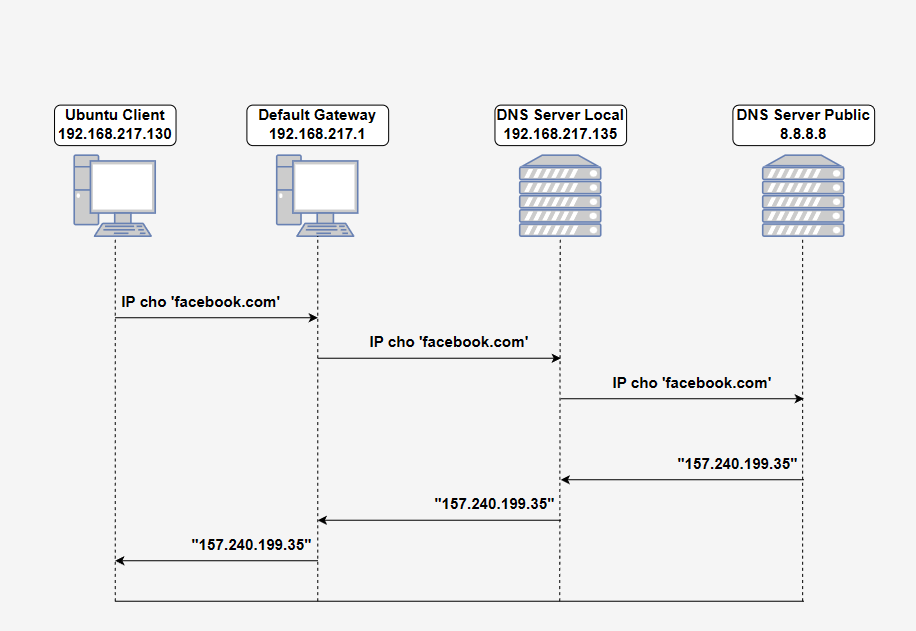 Ubuntu Client
192.168.217.130
Default Gateway
192.168.217.1
DNS Server Local
192.168.217.135
DNS Server Public
8.8.8.8
IP cho 'facebook.com'
IP cho 'facebook.com'
IP cho 'facebook.com'
"157.240.199.35"
"157.240.199.35"
"157.240.199.35"